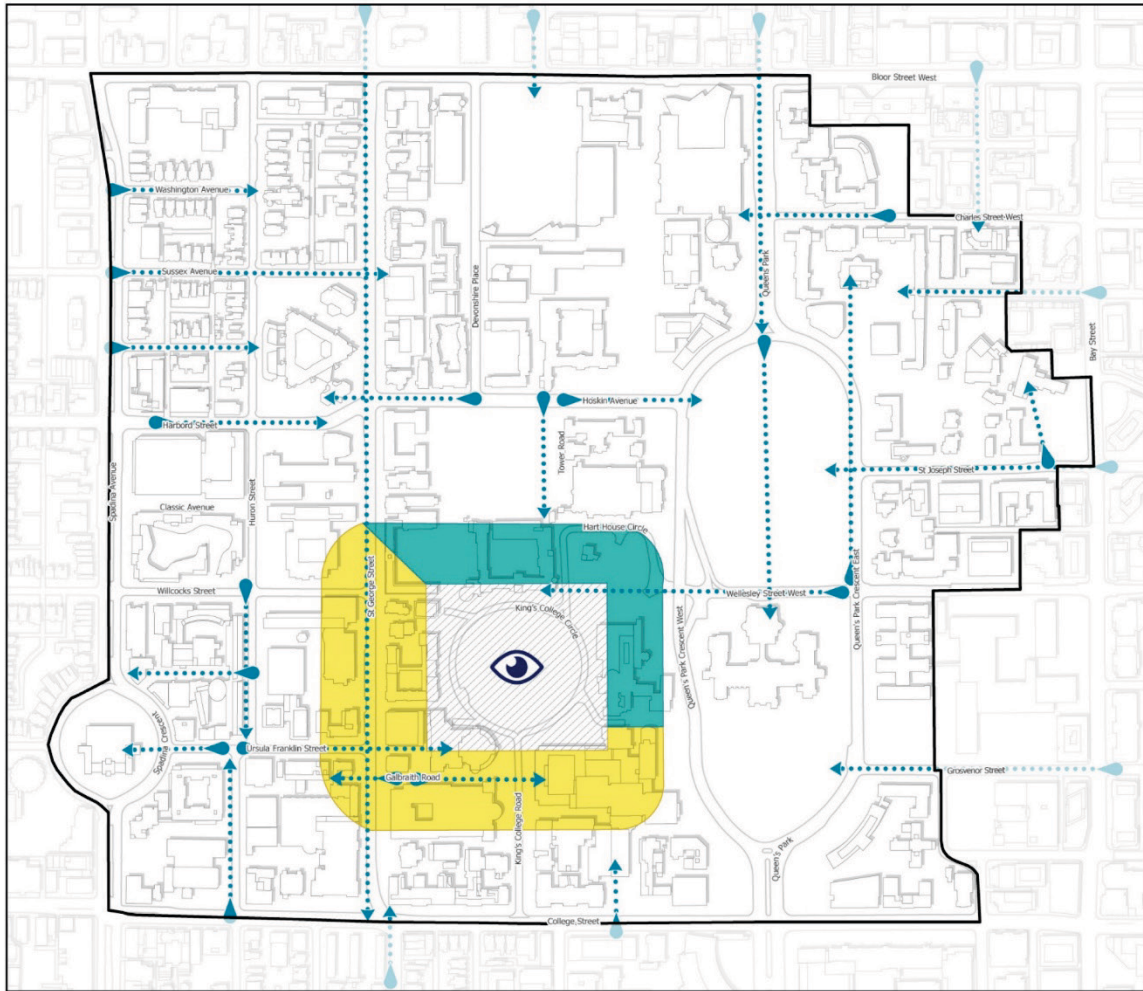 Bloor Street West
Washington Avenue
Charles Street West
Sussex Avenue
Devonshire Place
Queens Park
Bay Street
Hoskin Avenue
Harbord Street
Tower Road
St Joseph Street
Spadina Avenue
Huron Street
Classic Avenue
Hart House Circle
St George Street
Willcocks Street
Wellesley Street West
Queen's Park Crescent East
King's College Circle
Queen's Park Crescent West
Spadina Crescent
Ursula Franklin Street
Galbraith Road
Grosvenor Street
King's College Road
Queen's Park
College Street